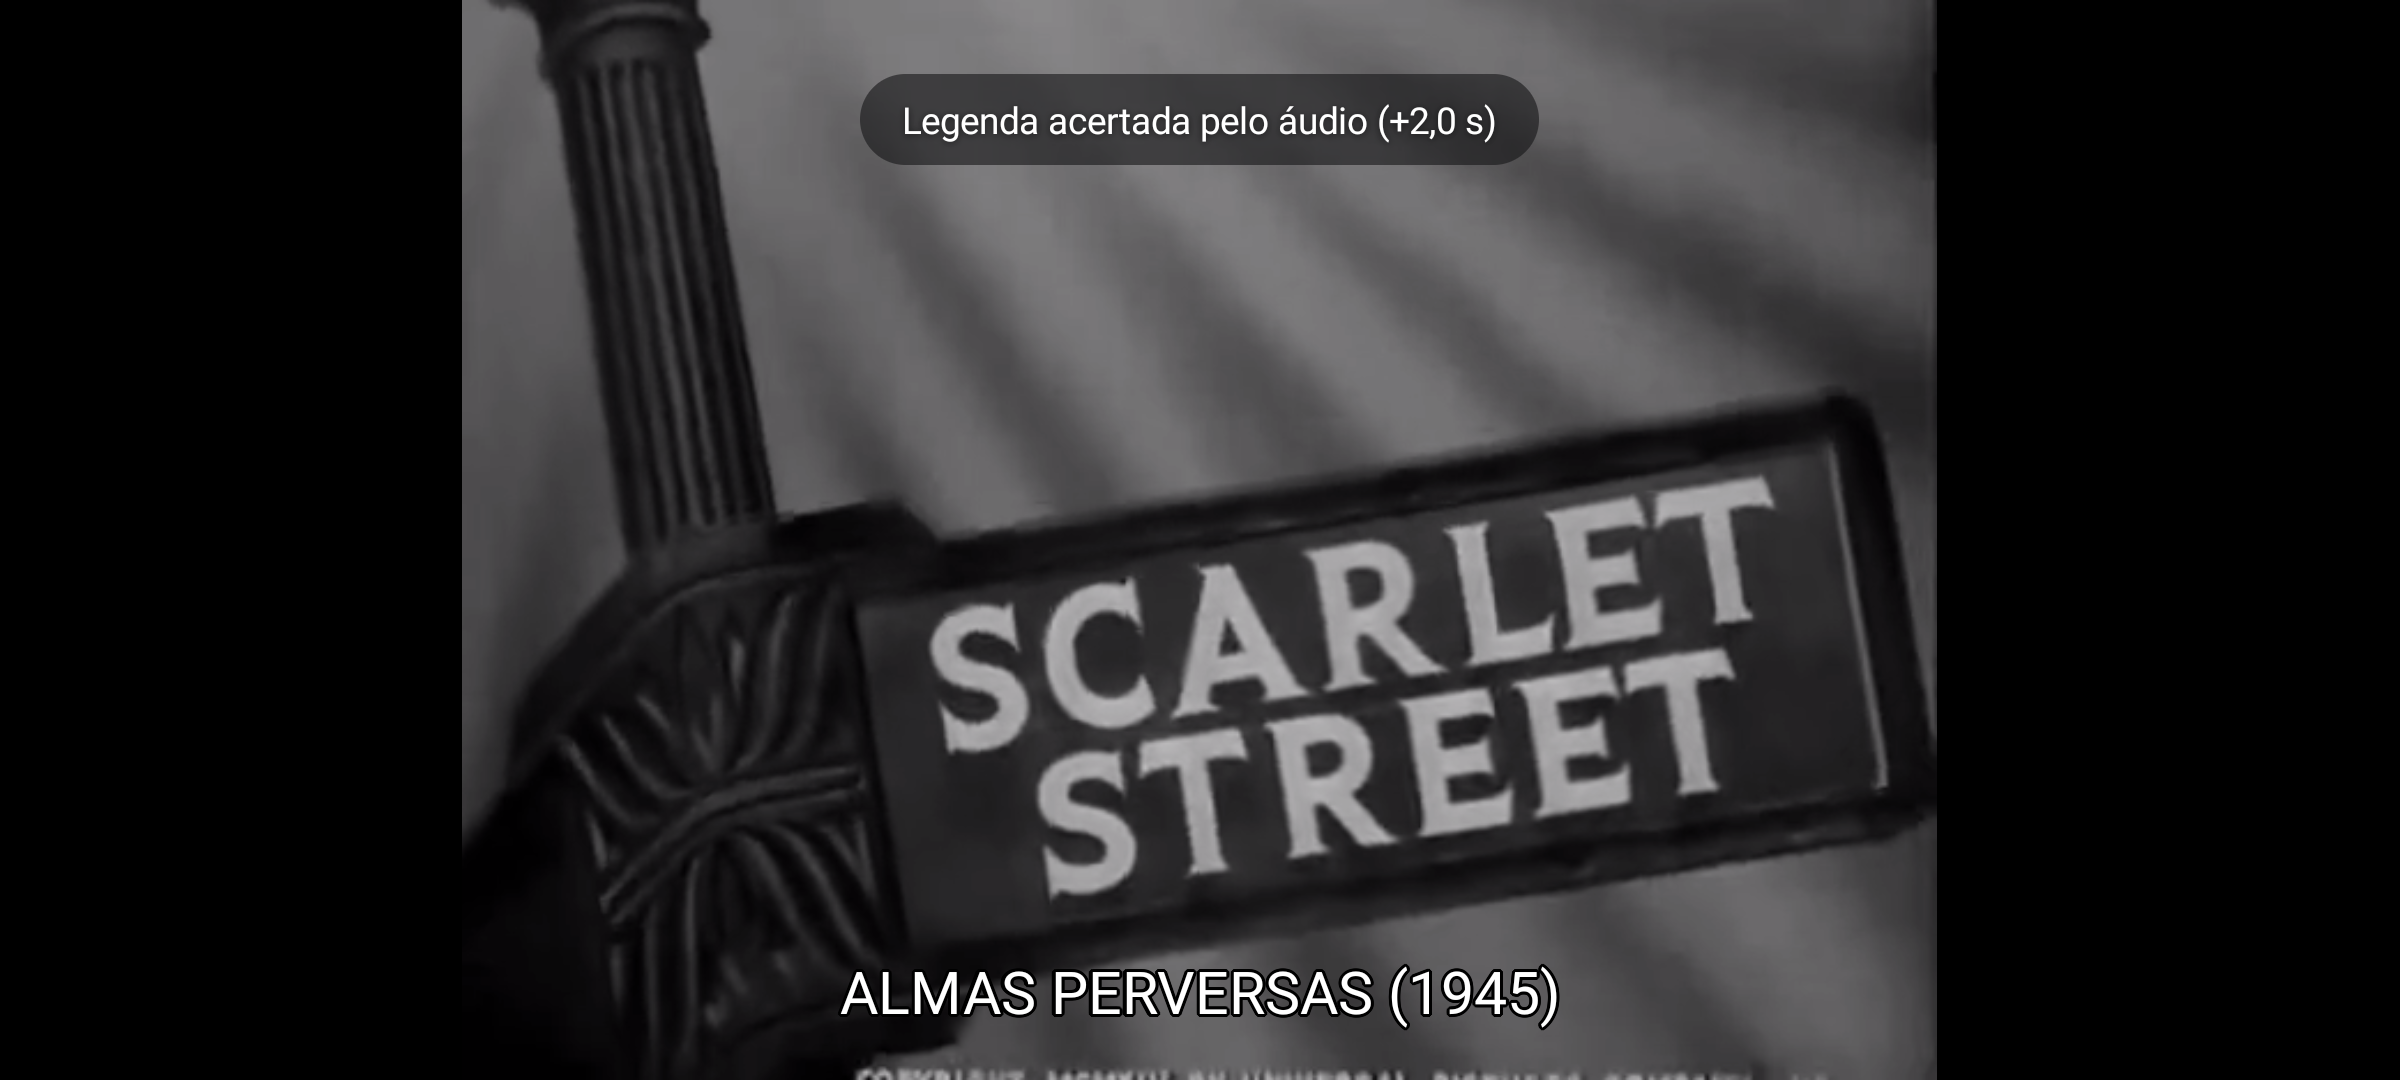 Legenda acertada pelo áudio (+2,0 s)
SCARLET
STREET
ALMAS PERVERSAS (1945)